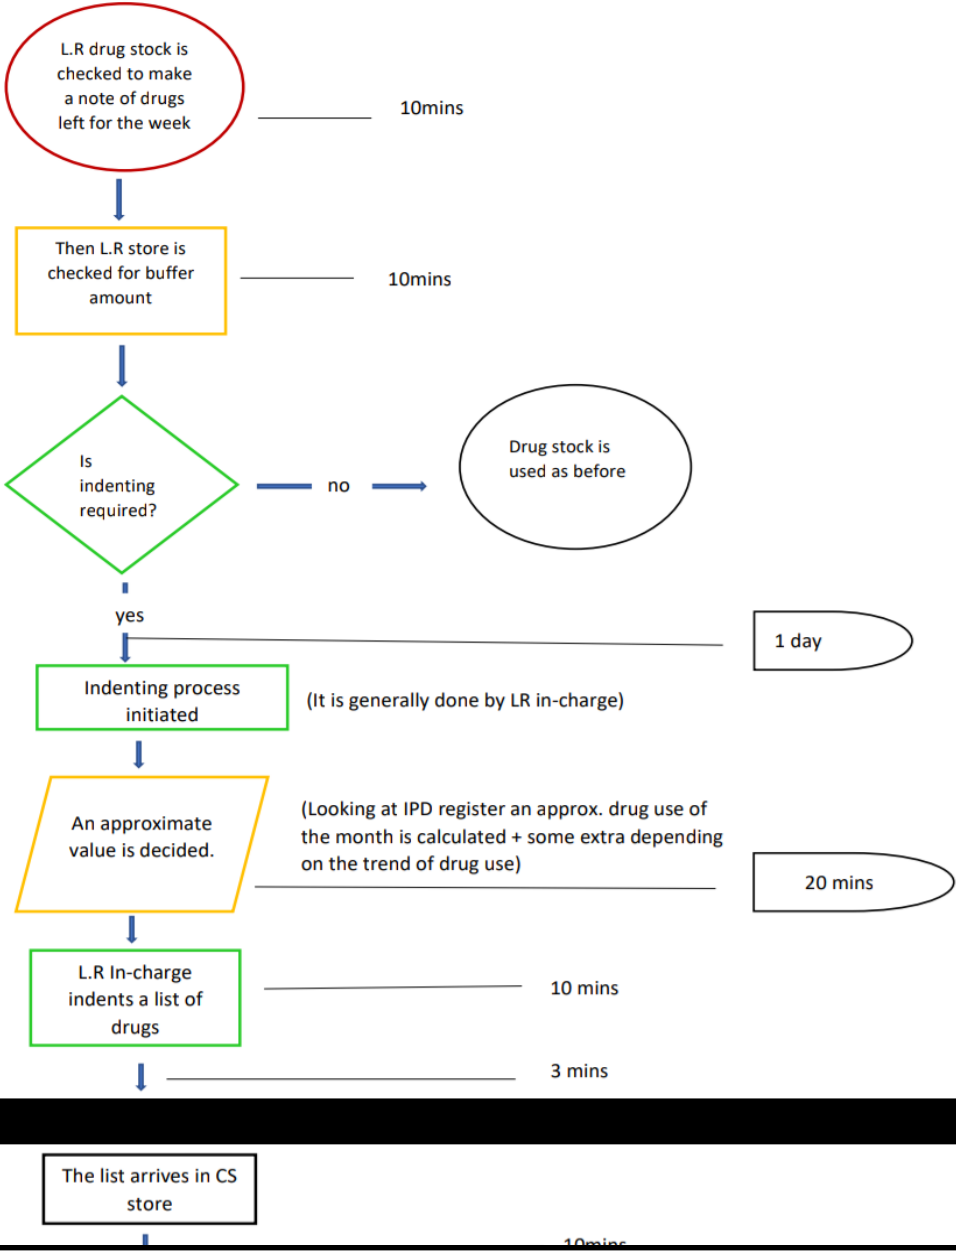 L.R drug stock is
checked to make
a note of drugs
left for the week
10mins
Then L.R store is
checked for buffer
amount
10mins
Is
indenting
required?
no
Drug stock is
used as before
yes
1 day
Indenting process
initiated
(It is generally done by LR in-charge)
An approximate
value is decided.
(Looking at IPD register an approx. drug use of
the month is calculated + some extra depending
on the trend of drug use)
20 mins
L.R In-charge
indents a list of
drugs
10 mins
3 mins
The list arrives in CS
store
10mins